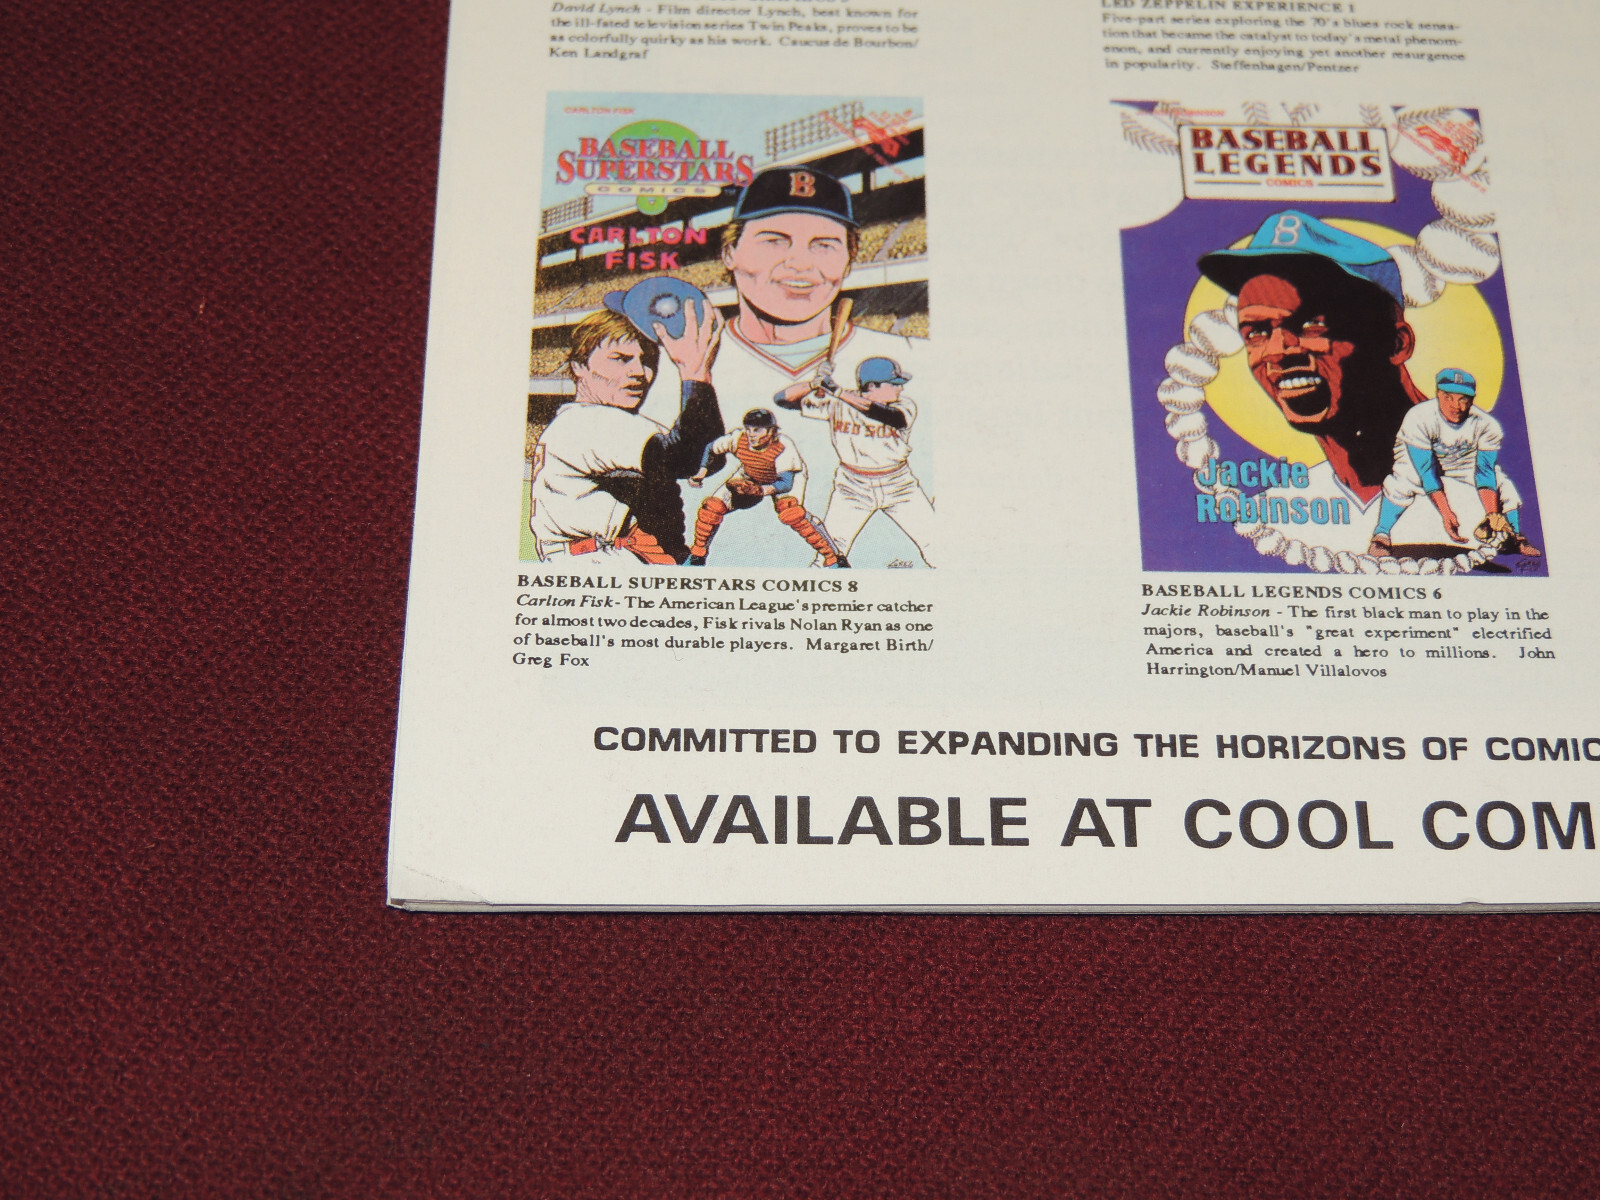 David Lynch - Film director Lynch, best known for
the ill-fated television series Twin Peaks, proves to be
as colorfully quirky as his work. Caucus de Bourbon/
Ken Landgraf
LED ZEPPELIN EXPERIENCE 1
Five-part series exploring the 70's blues rock sensa-
tion that became the catalyst to today's metal phenom-
enon, and currently enjoying yet another resurgence
in popularity. Steffenhagen/Pentzer
CARLTON FISK
BASEBALL
SUPERSTARS
COMICS
TM
CARLTON
FISK
B
RED SOX
BASEBALL SUPERSTARS COMICS 8
Carlton Fisk- The American League's premier catcher
for almost two decades, Fisk rivals Nolan Ryan as one
of baseball's most durable players. Margaret Birth/
Greg Fox
BASEBALL
LEGENDS
COMICS
B
B
Jackie
Robinson
BASEBALL LEGENDS COMICS 6
Jackie Robinson - The first black man to play in the
majors, baseball's "great experiment" electrified
America and created a hero to millions. John
Harrington/Manuel Villalovos
COMMITTED TO EXPANDING THE HORIZONS OF COMIC
AVAILABLE AT COOL COM